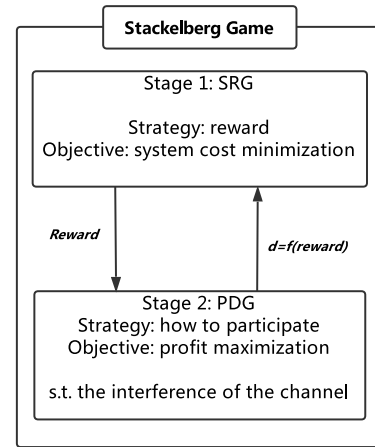 Stackelberg Game
Stage 1: SRG
Strategy: reward
Objective: system cost minimization
Reward
d=f(reward)
Stage 2: PDG
Strategy: how to participate
Objective: profit maximization
s.t. the interference of the channel